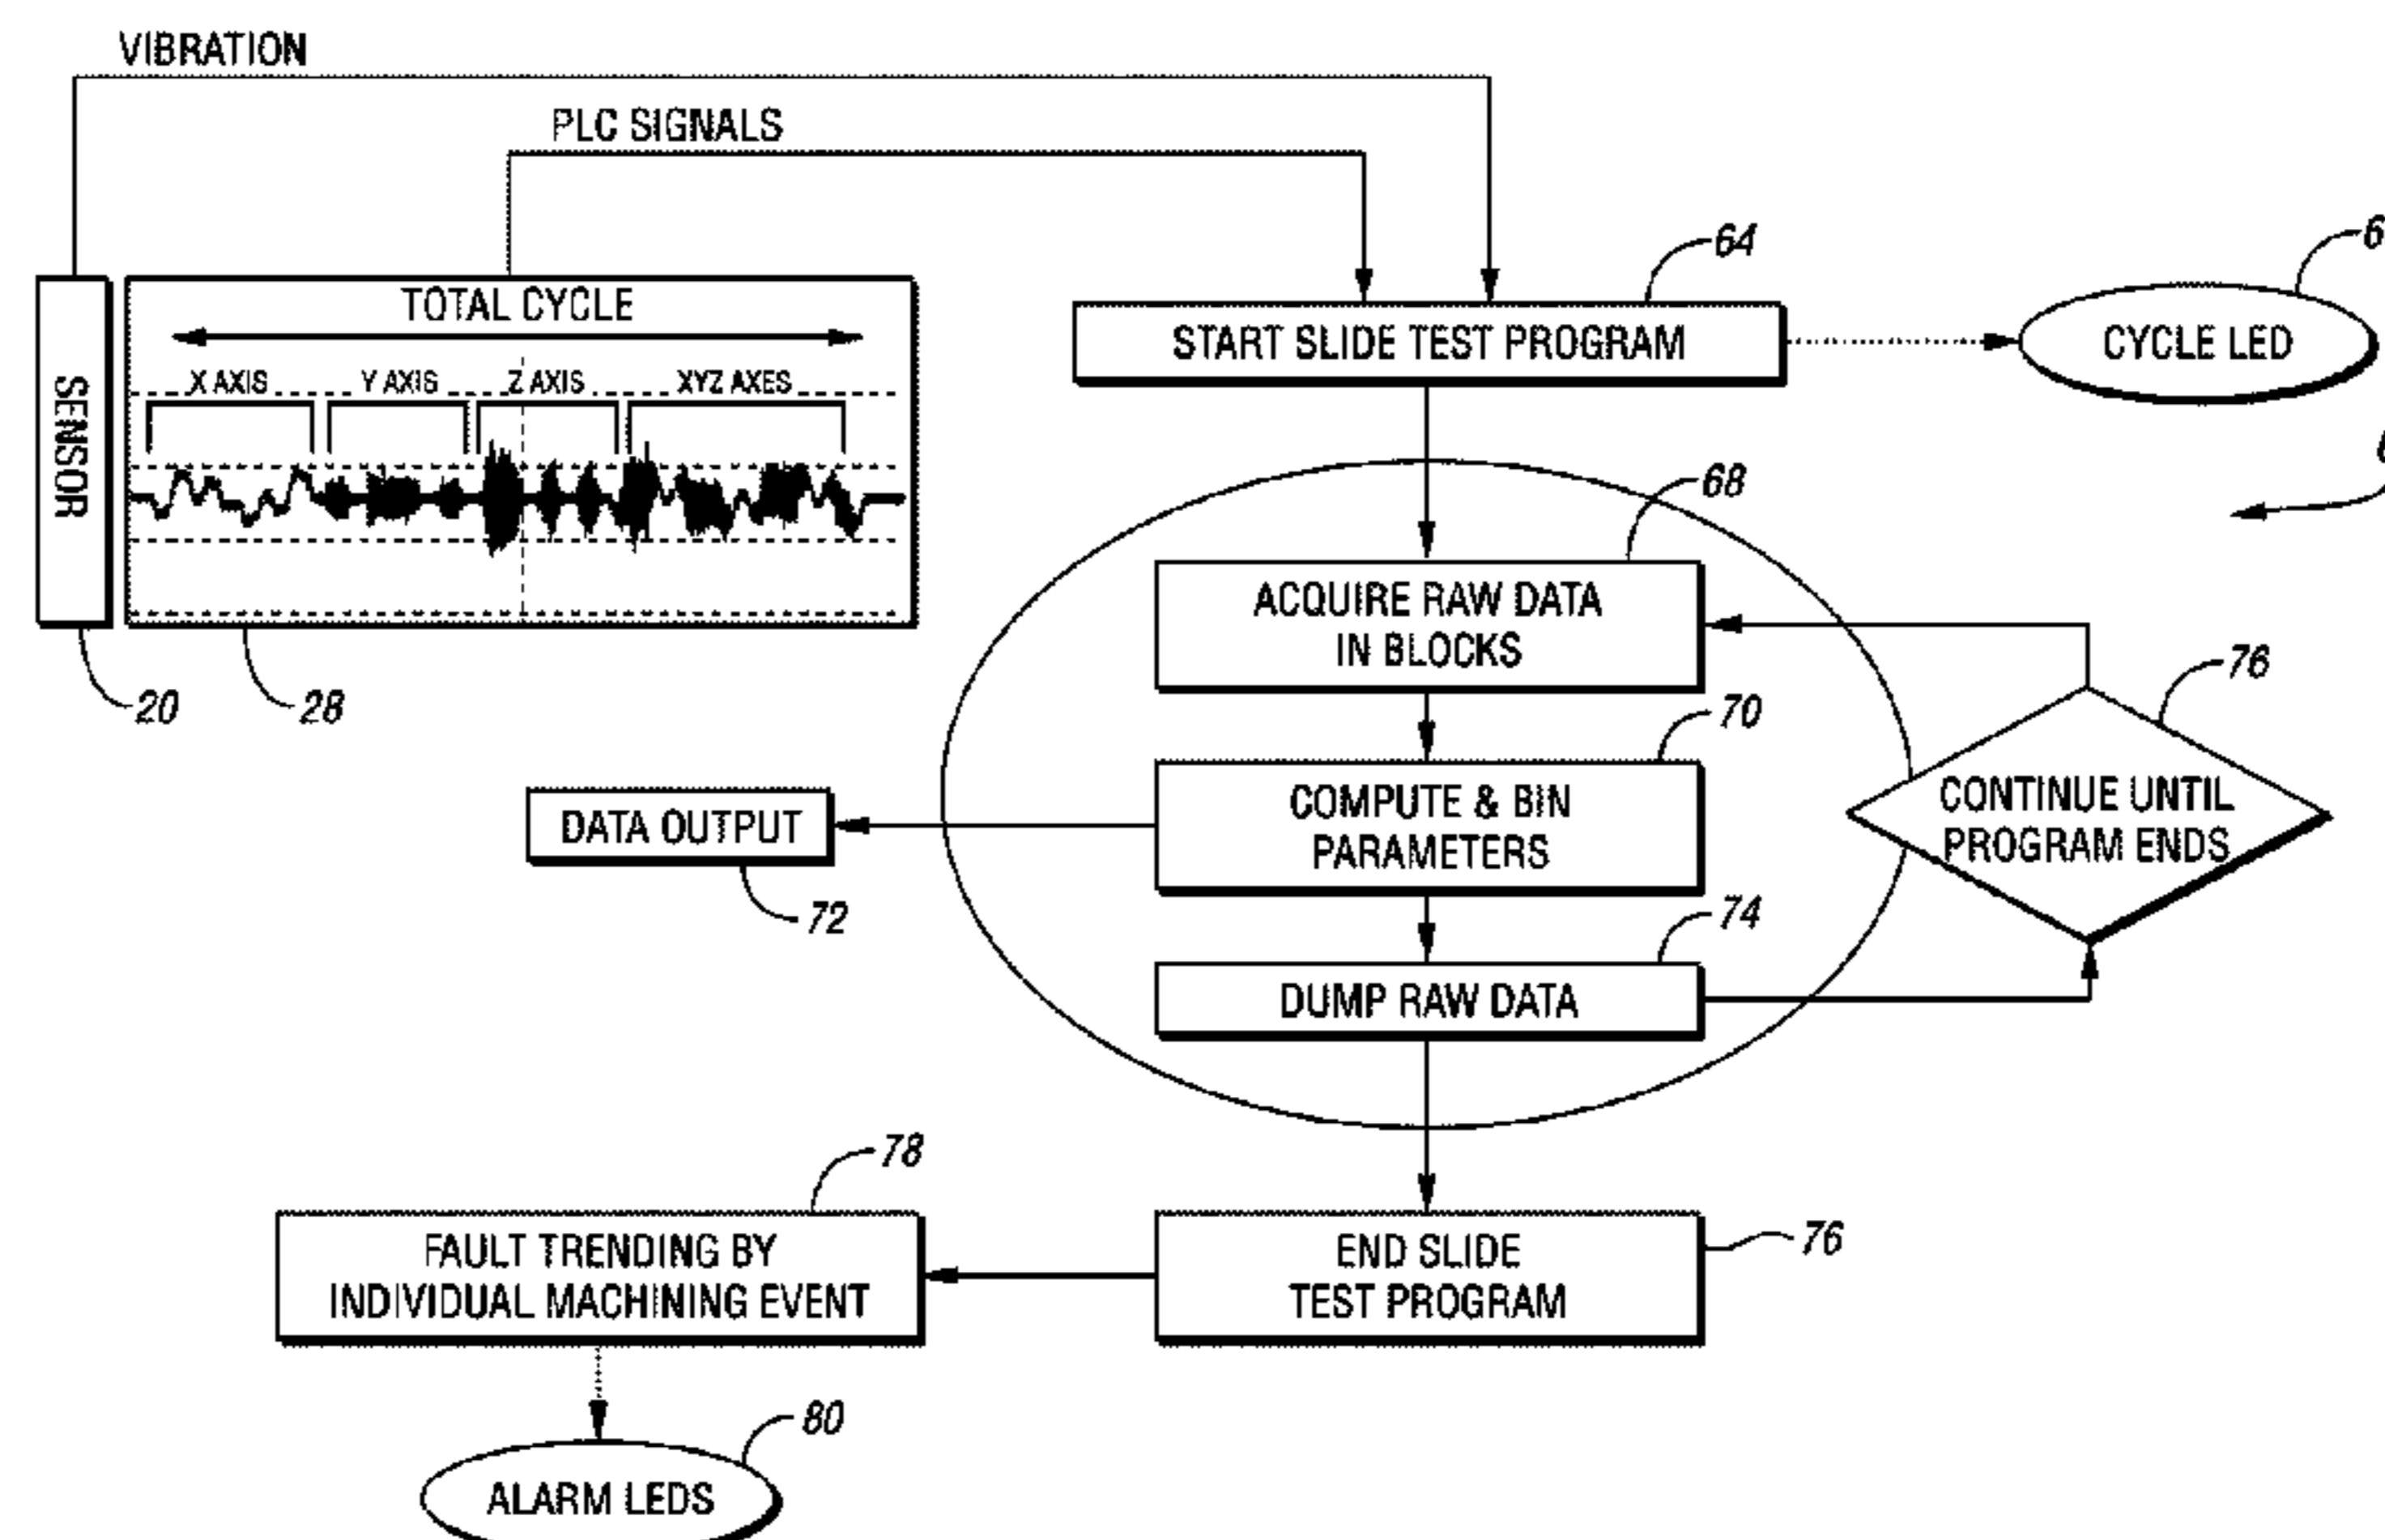 VIBRATION
PLC SIGNALS
64
TOTAL CYCLE
START SLIDE TEST PROGRAM
CYCLE LED
SENSOR
X AXIS
Y AXIS
Z AXIS
XYZ AXES
68
ACQUIRE RAW DATA
IN BLOCKS
20
28
76
70
COMPUTE & BIN
PARAMETERS
DATA OUTPUT
CONTINUE UNTIL
PROGRAM ENDS
72
74
DUMP RAW DATA
78
FAULT TRENDING BY
INDIVIDUAL MACHINING EVENT
END SLIDE
TEST PROGRAM
76
80
ALARM LEDS